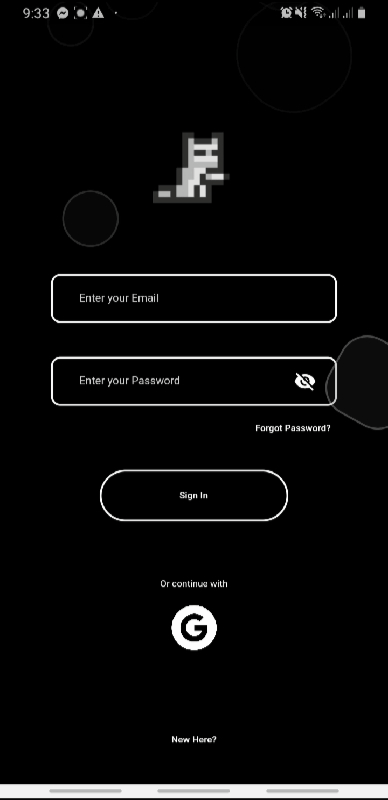 9:33
Enter your Email
Enter your Password
Forgot Password?
Sign In
Or continue with
G
New Here?